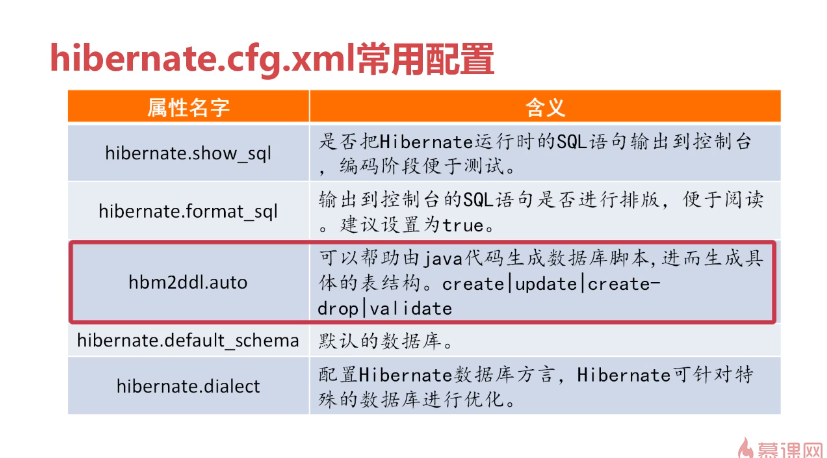 hibernate.cfg.xml常用配置
属性名字 含义
hibernate.show_sql
是否把Hibernate运行时的SQL语句输出到控制台
，编码阶段便于测试。
hibernate.format_sql
输出到控制台的SQL语句是否进行排版，便于阅读
。建议设置为true。
hbm2ddl.auto
可以帮助由java代码生成数据库脚本,进而生成具
体的表结构。create|update|create-
drop|validate
hibernate.default_schema 默认的数据库。
hibernate.dialect
配置Hibernate数据库方言，Hibernate可针对特
殊的数据库进行优化。
慕课网